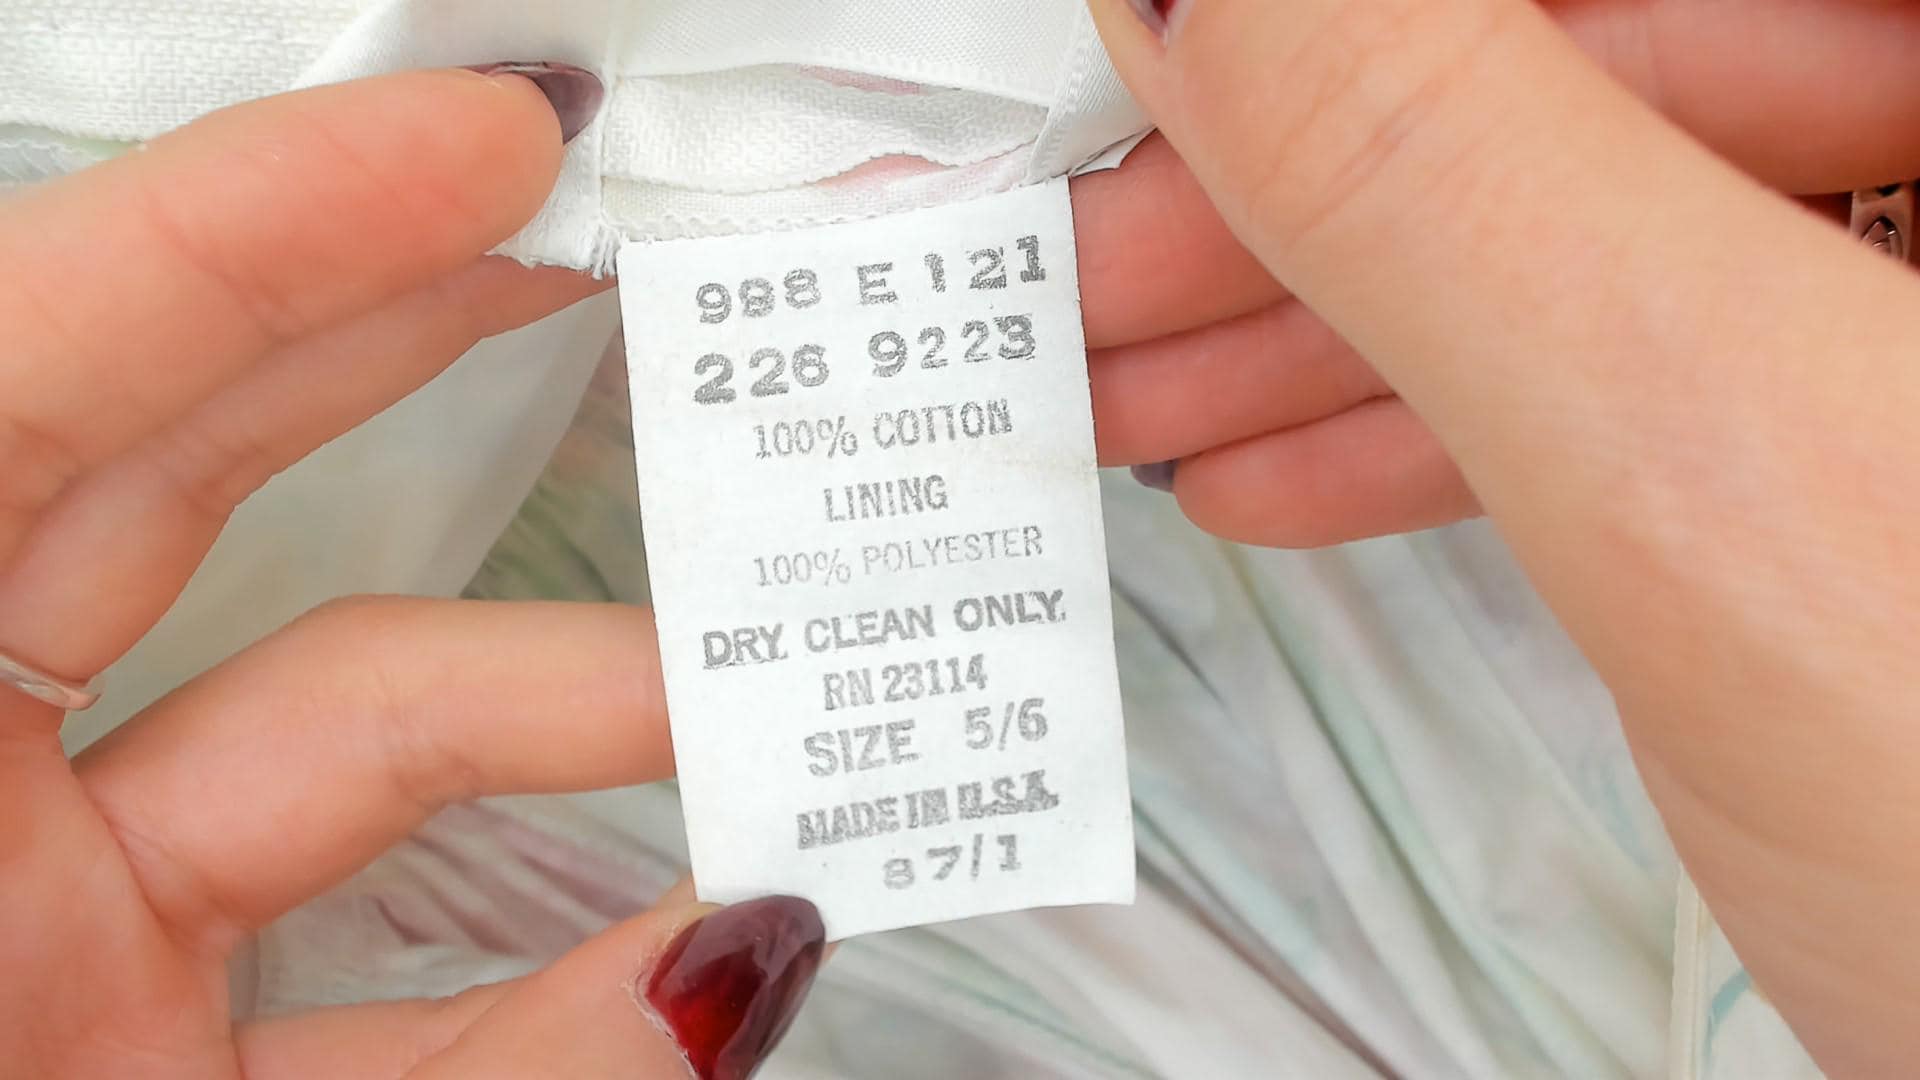 988 E 121
226 9223
100% COTTON
LINING
100% POLYESTER
DRY. CLEAN ONLY.
RN 23114
SIZE 5/6
MADE IN U.S.A.
87/1